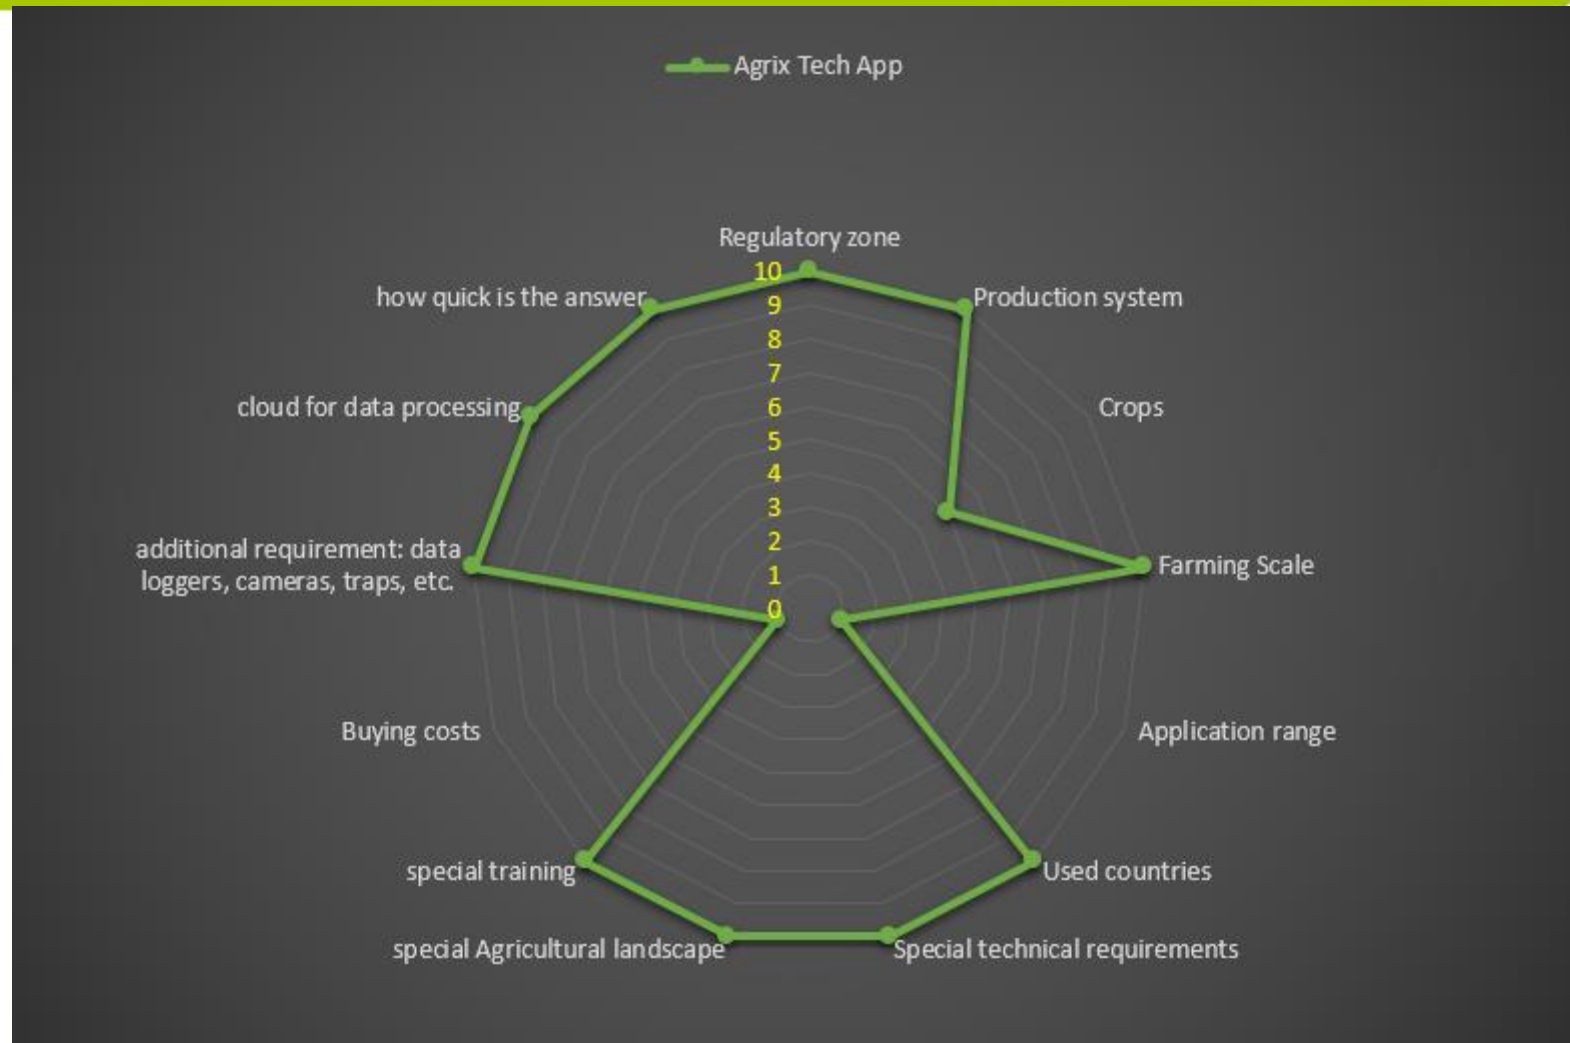 Agrix Tech App
Regulatory zone
10
9
8
7
6
5
4
3
2
1
0
Production system
Crops
Farming Scale
Application range
Used countries
Special technical requirements
special Agricultural landscape
special training
Buying costs
additional requirement: data
loggers, cameras, traps, etc.
cloud for data processing
how quick is the answer